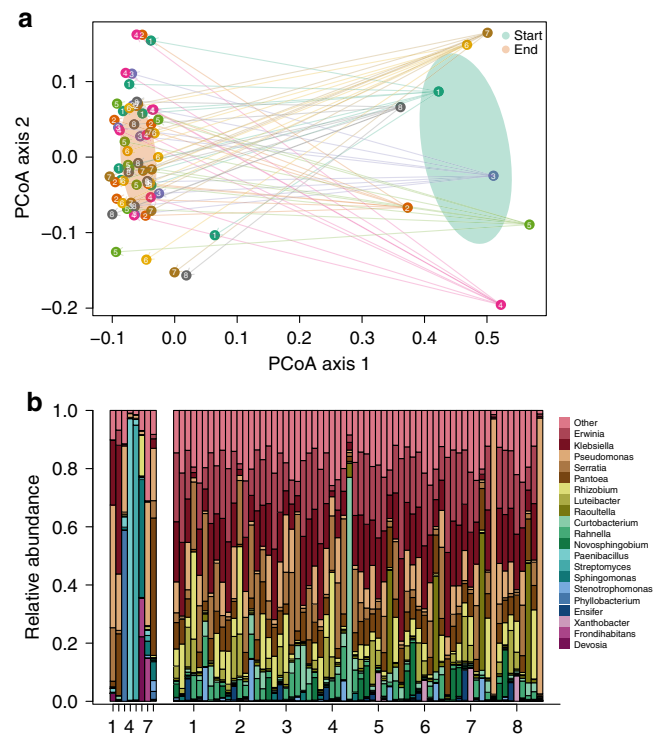 a
Start
End
PCoA axis 2
0.1
0.0
−0.1
−0.2
−0.1 0.0 0.1 0.2 0.3 0.4 0.5
PCoA axis 1
b
Relative abundance
1.0
0.8
0.6
0.4
0.2
0.0
1 4 7 1 2 3 4 5 6 7 8
Other
Erwinia
Klebsiella
Pseudomonas
Serratia
Pantoea
Rhizobium
Luteibacter
Raoultella
Curtobacterium
Rahnella
Novosphingobium
Paenibacillus
Streptomyces
Sphingomonas
Stenotrophomonas
Phyllobacterium
Ensifer
Xanthobacter
Frondihabitans
Devosia